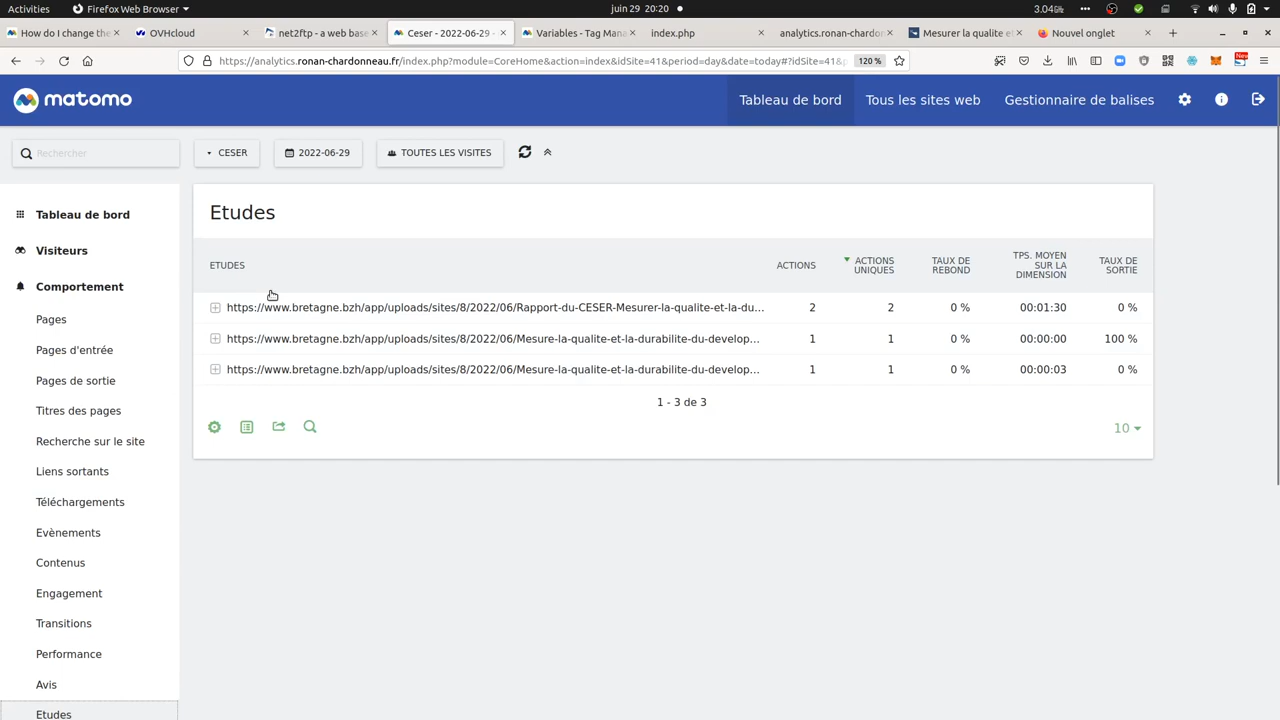 Activities
Firefox Web Browser
juin 29 20:20
3.04GiB
How do I change the
OVHcloud
net2ftp - a web base
Ceser - 2022-06-29 -
Variables - Tag Mana
index.php
analytics.ronan-chardon
Mesurer la qualite et
Nouvel onglet
https://analytics.ronan-chardonneau.fr/index.php?module=CoreHome&action=index&idSite=41&period=day&date=today#?idSite=41&
120 %
New
matomo
Tableau de bord
Tous les sites web
Gestionnaire de balises
Rechercher
CESER
2022-06-29
TOUTES LES VISITES
Tableau de bord
Visiteurs
Comportement
Pages
Pages d'entrée
Pages de sortie
Titres des pages
Recherche sur le site
Liens sortants
Téléchargements
Evènements
Contenus
Engagement
Transitions
Performance
Avis
Etudes
Etudes
ETUDES
ACTIONS
ACTIONS UNIQUES
TAUX DE REBOND
TPS. MOYEN SUR LA DIMENSION
TAUX DE SORTIE
https://www.bretagne.bzh/app/uploads/sites/8/2022/06/Rapport-du-CESER-Mesurer-la-qualite-et-la-du... 2 2 0 % 00:01:30 0 %
https://www.bretagne.bzh/app/uploads/sites/8/2022/06/Mesure-la-qualite-et-la-durabilite-du-develop... 1 1 0 % 00:00:00 100 %
https://www.bretagne.bzh/app/uploads/sites/8/2022/06/Mesure-la-qualite-et-la-durabilite-du-develop... 1 1 0 % 00:00:03 0 %
1 - 3 de 3
10